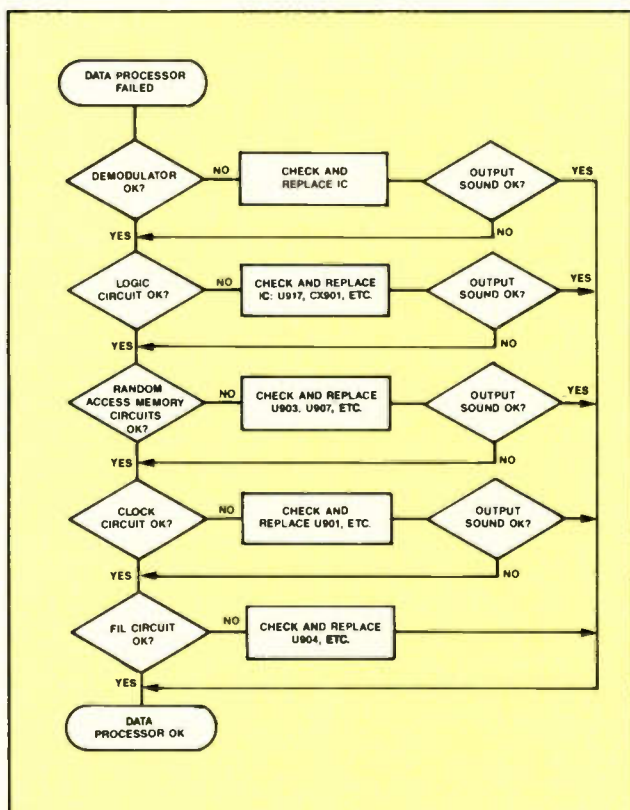 DATA PROCESSOR
FAILED
DEMODULATOR
OK?
NO
CHECK AND
REPLACE IC
OUTPUT
SOUND OK?
YES
YES
NO
LOGIC
CIRCUIT OK?
NO
CHECK AND REPLACE
IC: U917, CX901, ETC.
OUTPUT
SOUND OK?
YES
YES
NO
RANDOM
ACCESS MEMORY
CIRCUITS
OK?
NO
CHECK AND REPLACE
U903, U907, ETC.
OUTPUT
SOUND OK?
YES
YES
NO
CLOCK
CIRCUIT OK?
NO
CHECK AND
REPLACE U901, ETC.
OUTPUT
SOUND OK?
YES
NO
FIL CIRCUIT
OK?
NO
CHECK AND REPLACE
U904, ETC.
YES
DATA
PROCESSOR OK